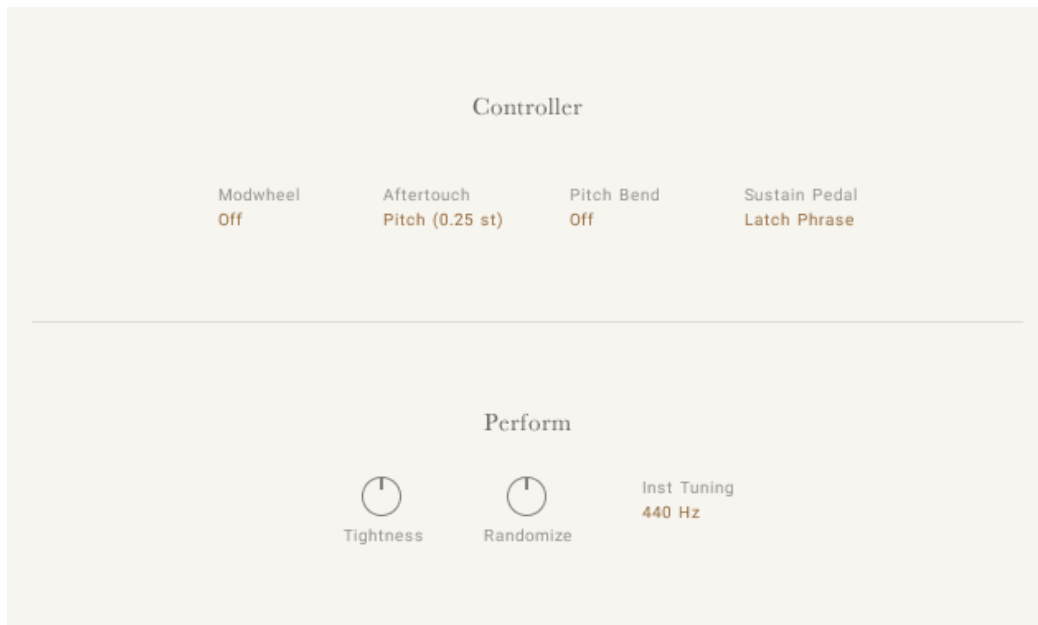 Controller
Modwheel Aftertouch Pitch Bend Sustain Pedal
Off Pitch (0.25 st) Off Latch Phrase
Perform
Inst Tuning
440 Hz
Tightness Randomize